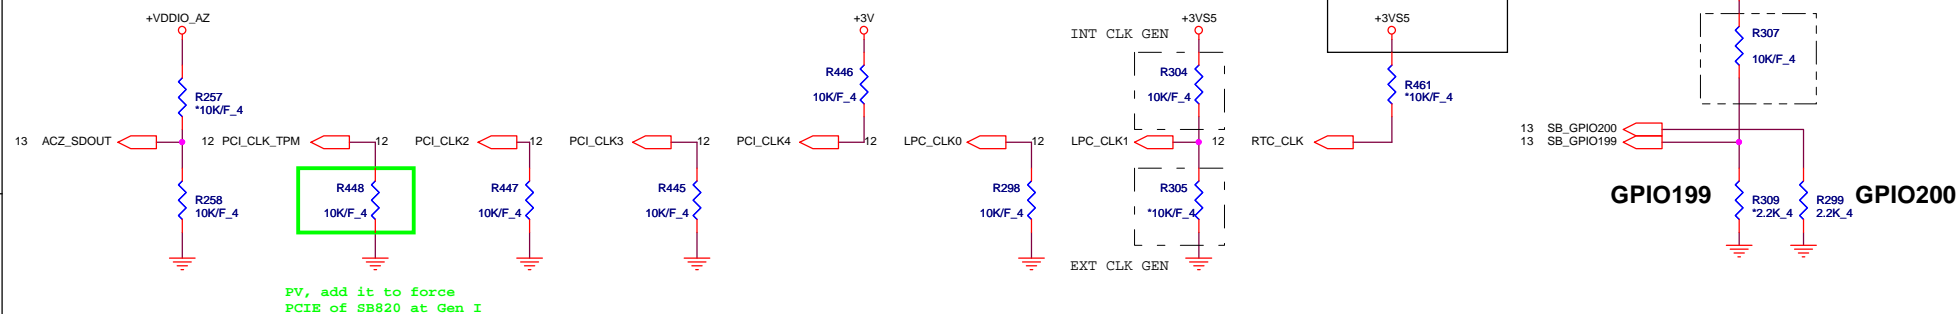 +VDDIO_AZ
+3V
+3VS5
+3VS5
INT CLK GEN
R307
10K/F_4
R446
10K/F_4
R304
10K/F_4
R461
*10K/F_4
R257
*10K/F_4
13 ACZ_SDOUT
12 PCI_CLK_TPM
12
PCI_CLK2
12
PCI_CLK3
12
PCI_CLK4
12
LPC_CLK0
12
LPC_CLK1
12
RTC_CLK
13 SB_GPIO200
13 SB_GPIO199
R258
10K/F_4
R448
10K/F_4
R447
10K/F_4
R445
10K/F_4
R298
10K/F_4
R305
*10K/F_4
GPIO199
R309
*2.2K_4
R299
2.2K_4
GPIO200
EXT CLK GEN
PV, add it to force
PCIE of SB820 at Gen I